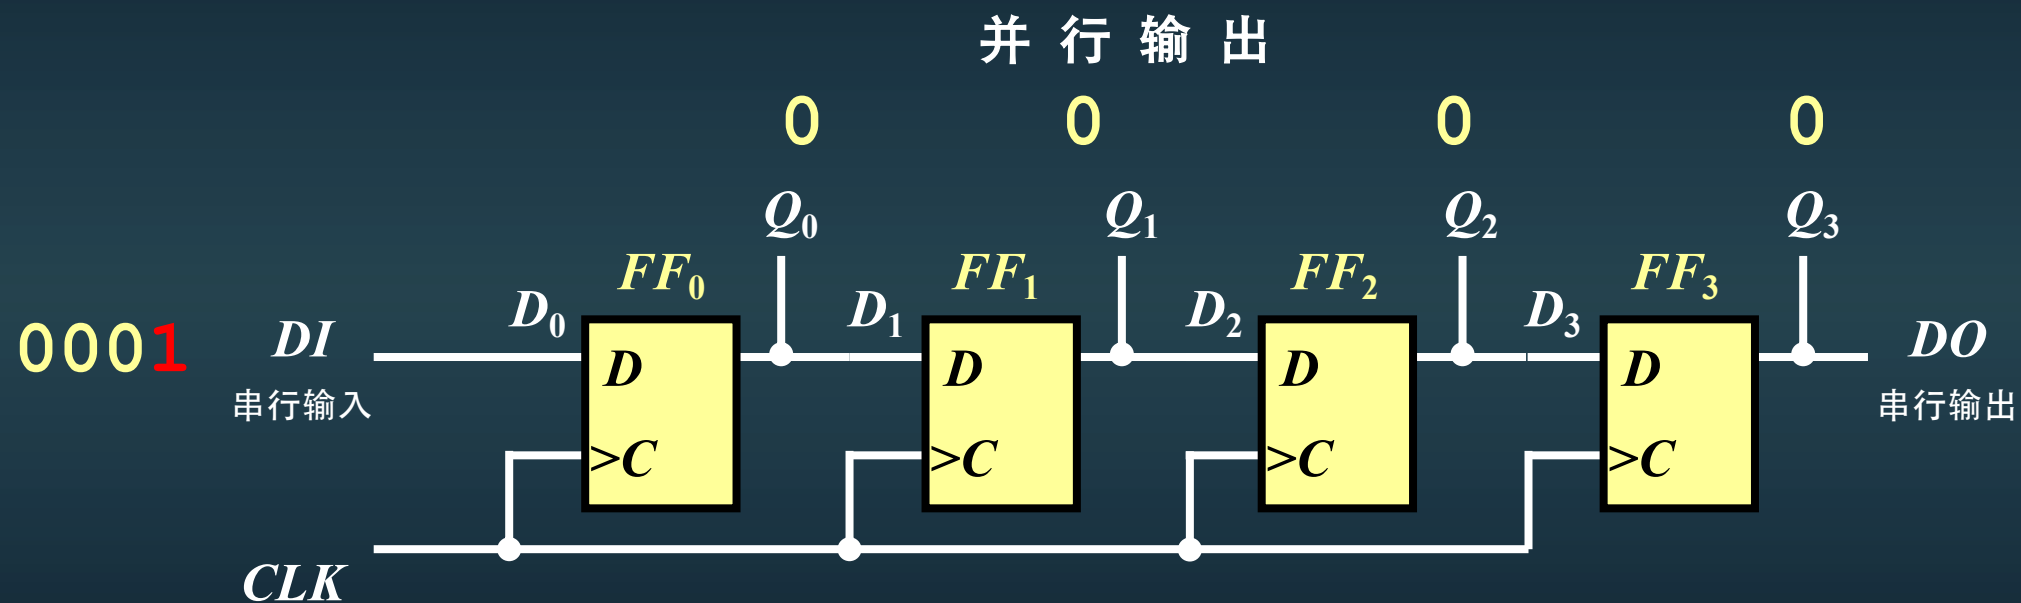 并 行 输 出
0 0 0 0
Q0 Q1 Q2 Q3
FF0 FF1 FF2 FF3
D0 D1 D2 D3
0001 DI DO
D D D D
串行输入 串行输出
>C >C >C >C
CLK